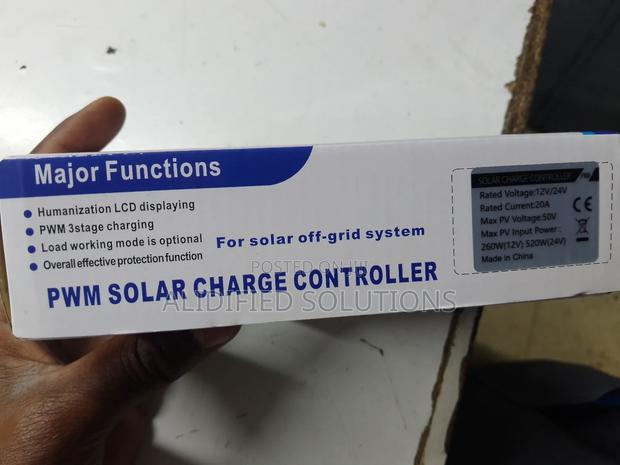 Major Functions
Humanization LCD displaying
PWM 3stage charging
Load working mode is optional
Overall effective protection function
For solar off-grid system
PWM SOLAR CHARGE CONTROLLER
SOLAR CHARGE CONTROLLER
Rated Voltage:12V/24V
Rated Current:20A
Max PV Voltage:50V
Max PV Input Power:
260W(12V) 520W(24V)
Made in China
CE
POSTED ON
ALIDIFIED SOLUTIONS